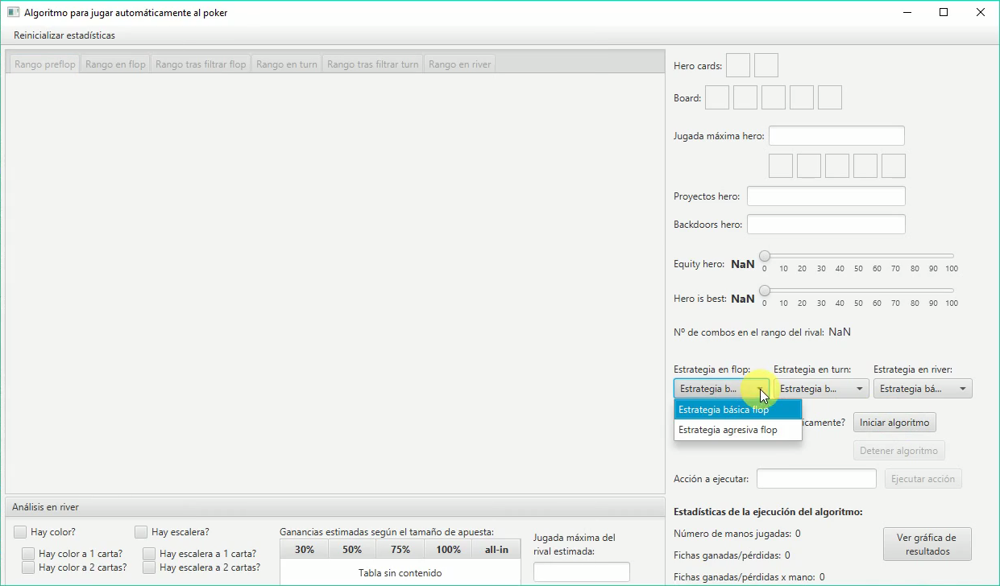 Algoritmo para jugar automáticamente al poker
Reinicializar estadísticas
Rango preflop Rango en flop Rango tras filtrar flop Rango en turn Rango tras filtrar turn Rango en river
Hero cards:
Board:
Jugada máxima hero:
Proyectos hero:
Backdoors hero:
Equity hero: NaN
0 10 20 30 40 50 60 70 80 90 100
Hero is best: NaN
0 10 20 30 40 50 60 70 80 90 100
Nº de combos en el rango del rival: NaN
Estrategia en flop: Estrategia en turn: Estrategia en river:
Estrategia b... Estrategia b... Estrategia bá...
Estrategia básica flop
Estrategia agresiva flop
icamente? Iniciar algoritmo
Detener algoritmo
Acción a ejecutar: Ejecutar acción
Estadísticas de la ejecución del algoritmo:
Número de manos jugadas: 0
Fichas ganadas/pérdidas: 0
Fichas ganadas/pérdidas x mano: 0
Ver gráfica de
resultados
Análisis en river
Hay color? Hay escalera?
Hay color a 1 carta? Hay escalera a 1 carta?
Hay color a 2 cartas? Hay escalera a 2 cartas?
Ganancias estimadas según el tamaño de apuesta:
30% 50% 75% 100% all-in
Tabla sin contenido
Jugada máxima del
rival estimada: